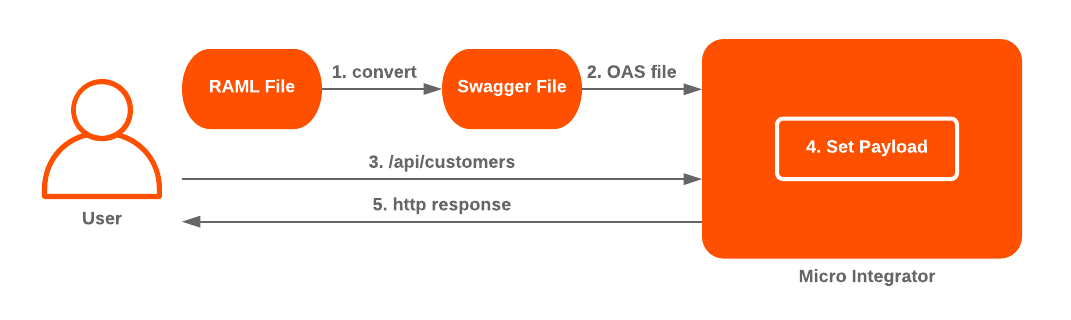 RAML File
1. convert
Swagger File
2. OAS file
4. Set Payload
3. /api/customers
5. http response
User
Micro Integrator